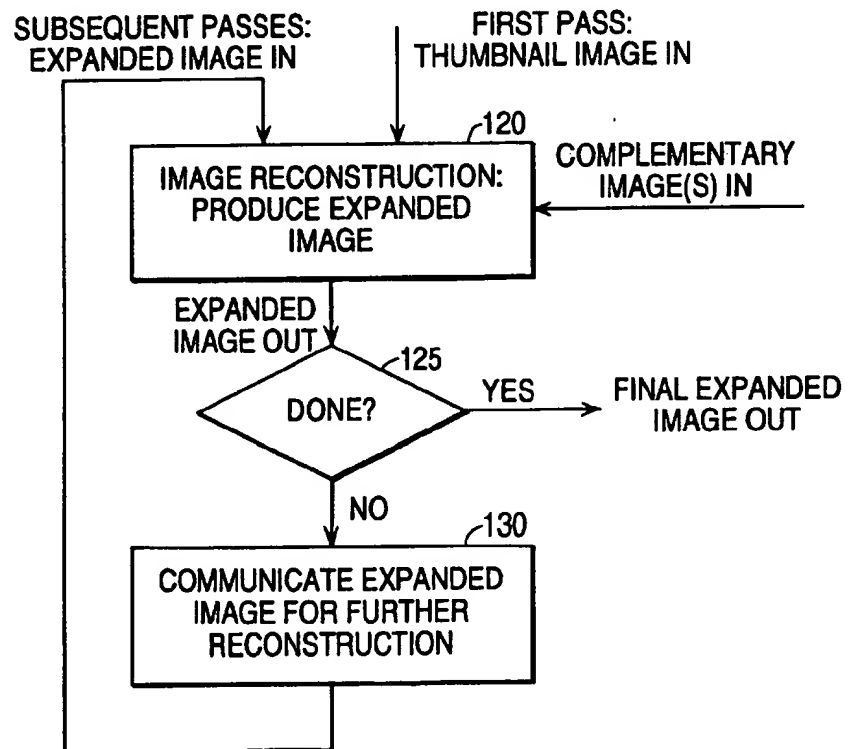 SUBSEQUENT PASSES:
EXPANDED IMAGE IN
FIRST PASS:
THUMBNAIL IMAGE IN
120
IMAGE RECONSTRUCTION:
PRODUCE EXPANDED
IMAGE
COMPLEMENTARY
IMAGE(S) IN
EXPANDED
IMAGE OUT
125
DONE?
YES
FINAL EXPANDED
IMAGE OUT
NO
130
COMMUNICATE EXPANDED
IMAGE FOR FURTHER
RECONSTRUCTION